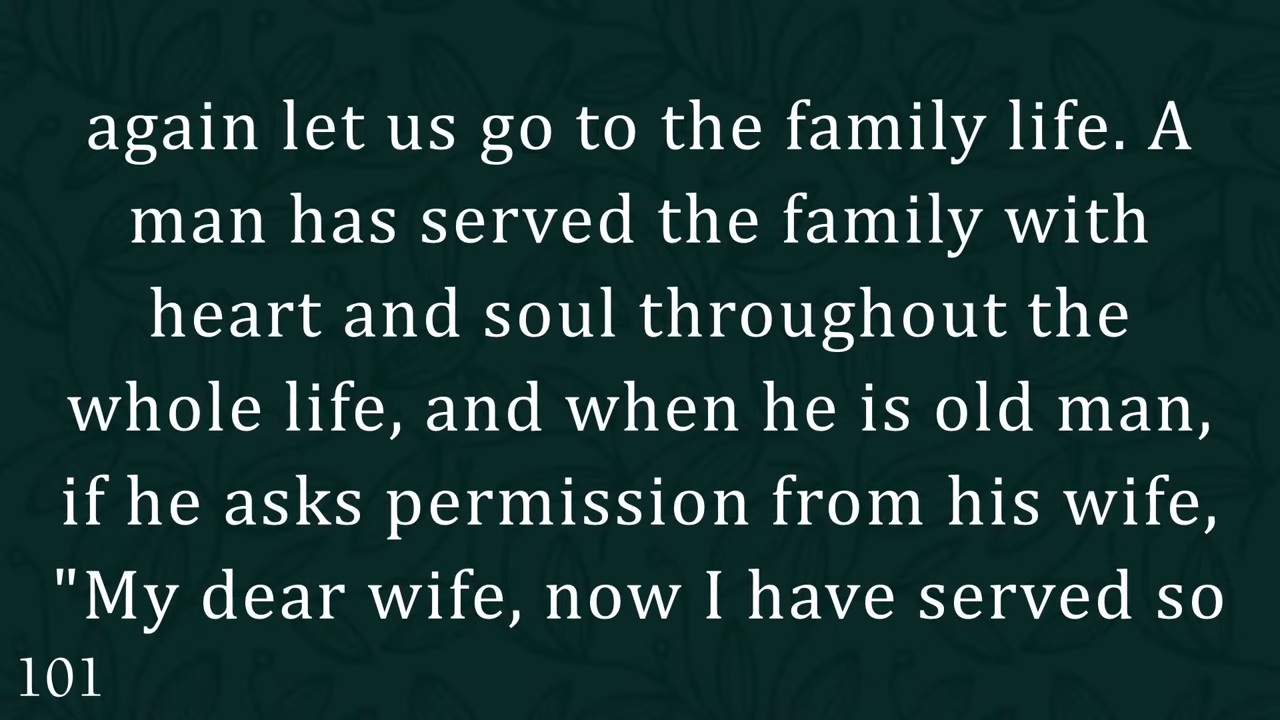 again let us go to the family life. A
man has served the family with
heart and soul throughout the
whole life, and when he is old man,
if he asks permission from his wife,
"My dear wife, now I have served so
101